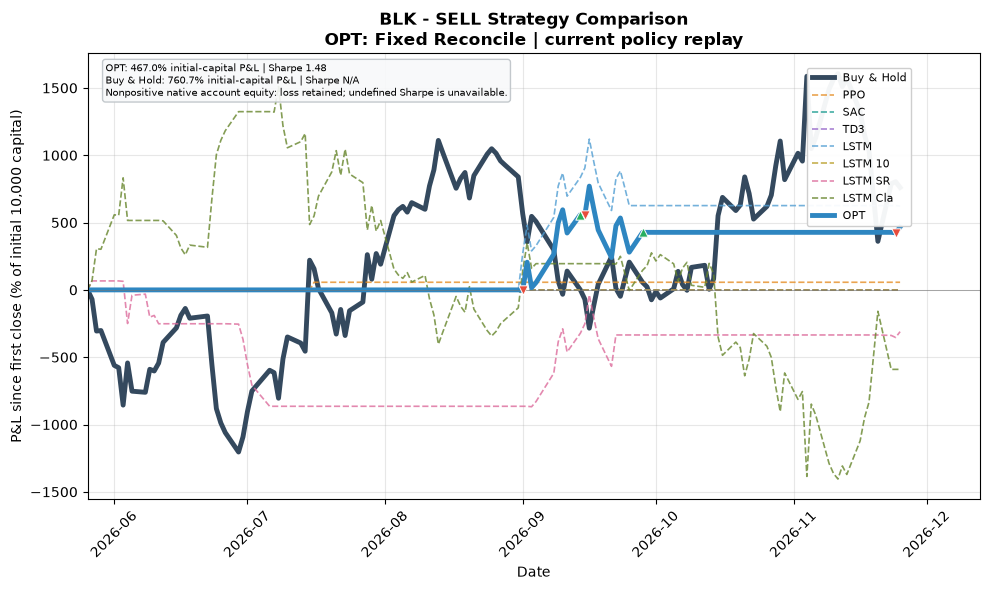 BLK - SELL Strategy Comparison
OPT: Fixed Reconcile | current policy replay
OPT: 467.0% initial-capital P&L | Sharpe 1.48
Buy & Hold: 760.7% initial-capital P&L | Sharpe N/A
Nonpositive native account equity: loss retained; undefined Sharpe is unavailable.
Buy & Hold
PPO
SAC
TD3
LSTM
LSTM 10
LSTM SR
LSTM Cla
OPT
P&L since first close (% of initial 10,000 capital)
1500
1000
500
0
−500
−1000
−1500
2026-06
2026-07
2026-08
2026-09
2026-10
2026-11
2026-12
Date